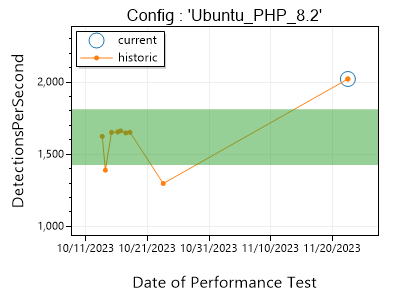 Config : 'Ubuntu_PHP_8.2'
current
historic
DetectionsPerSecond
2,000
1,500
1,000
10/11/2023 10/21/2023 10/31/2023 11/10/2023 11/20/2023
Date of Performance Test